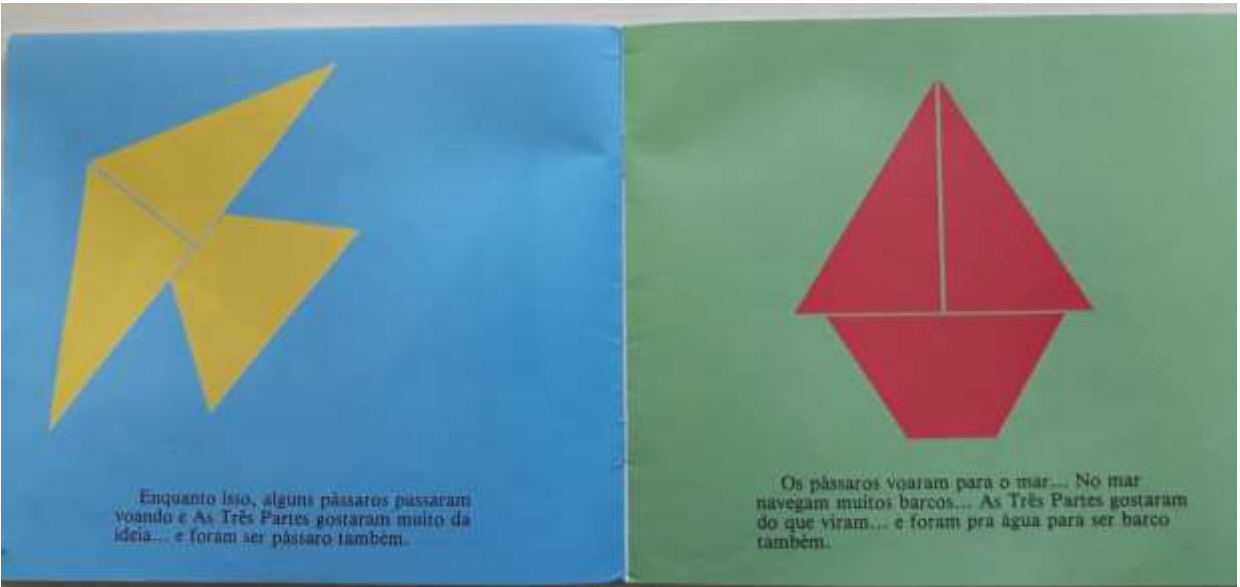 Enquanto isso, alguns pássaros passaram
voando e As Três Partes gostaram muito da
ideia... e foram ser pássaro também.
Os pássaros voaram para o mar... No mar
navegam muitos barcos... As Três Partes gostaram
do que viram... e foram pra água para ser barco
também.